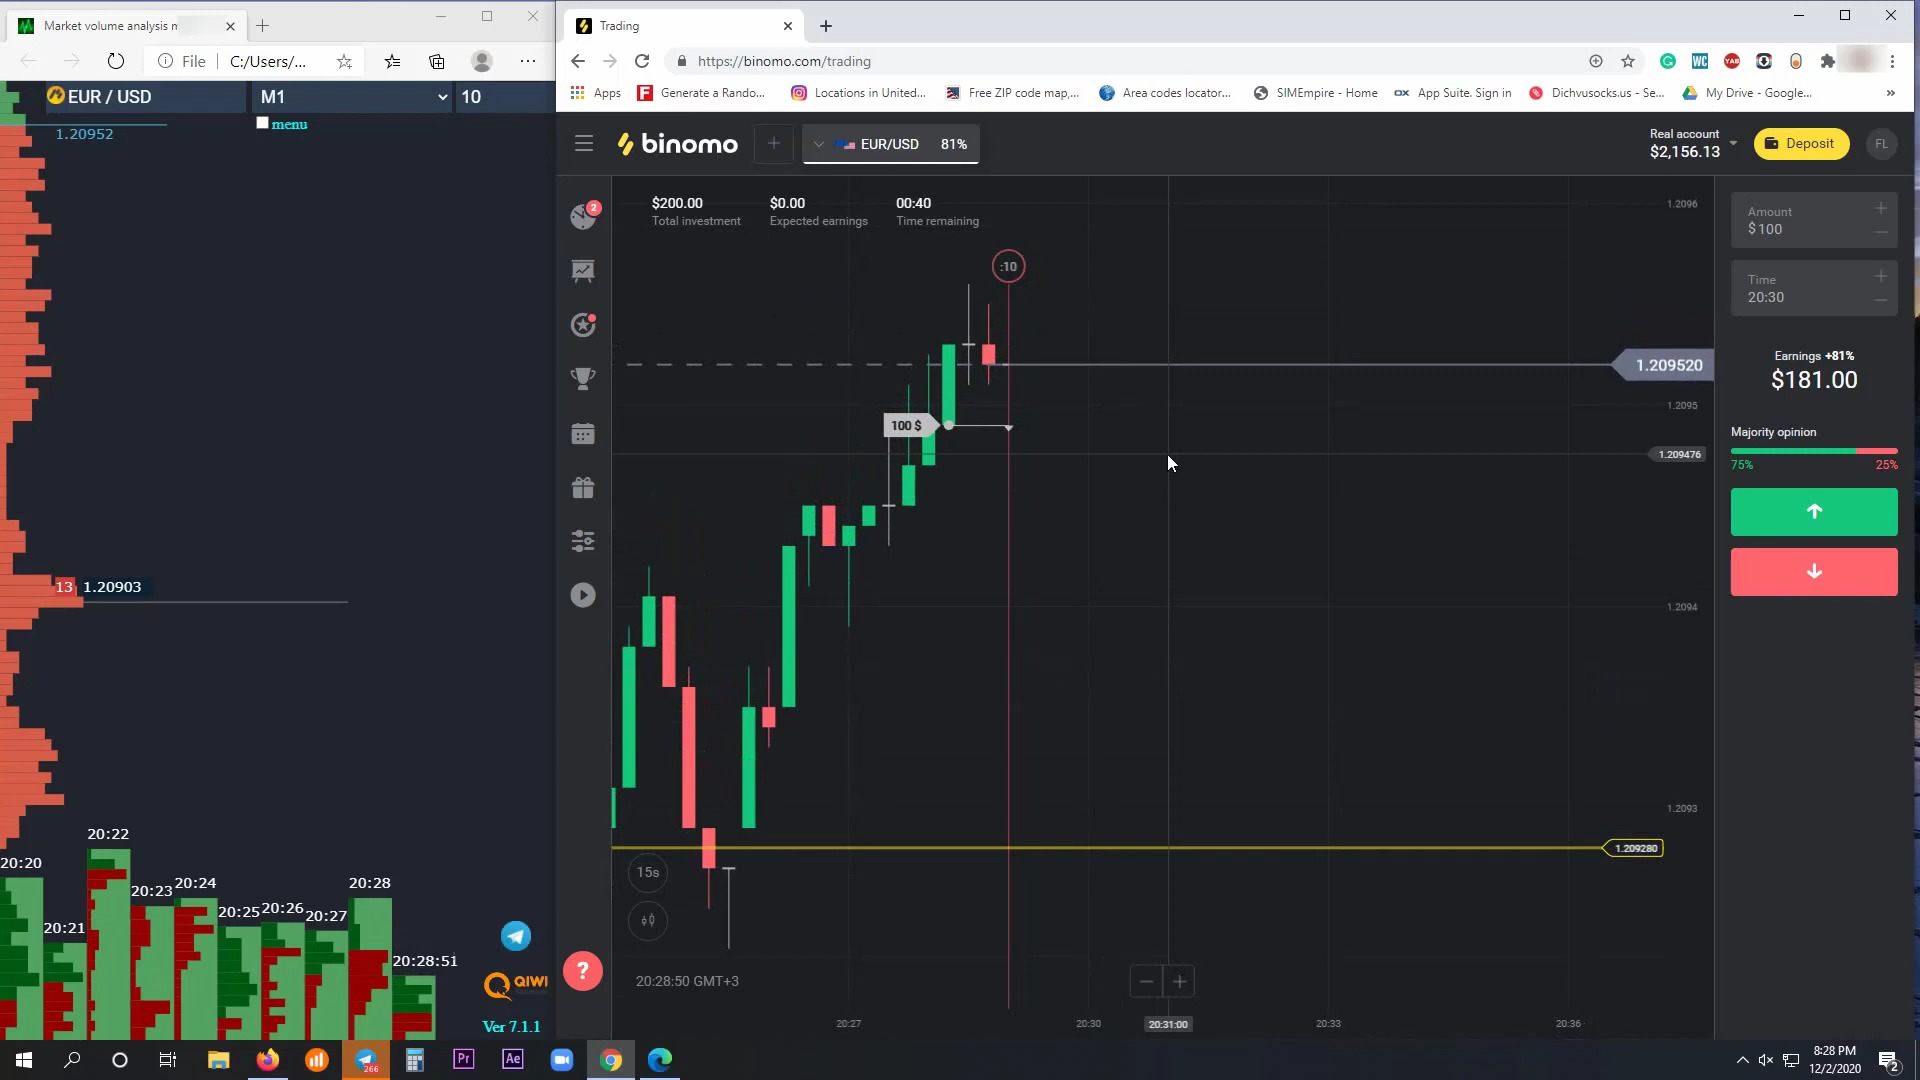 Market volume analysis m
File
C:/Users/...
EUR / USD
M1
10
1.20952
menu
13
1.20903
20:20
20:21
20:22
20:23
20:24
20:25
20:26
20:27
20:28
20:28:51
QIWI
Ver 7.1.1
Trading
https://binomo.com/trading
WC
YAB
Apps
Generate a Rando...
Locations in United...
Free ZIP code map,...
Area codes locator...
SIMEmpire - Home
App Suite. Sign in
Dichvusocks.us - Se...
My Drive - Google...
binomo
EUR/USD
81%
Real account
$2,156.13
Deposit
FL
2
$200.00
Total investment
$0.00
Expected earnings
00:40
Time remaining
:10
100 $
1.2096
1.209520
1.2095
1.209476
1.2094
1.2093
1.209280
15s
20:28:50 GMT+3
20:27
20:30
20:31:00
20:33
20:36
Amount
$100
Time
20:30
Earnings +81%
$181.00
Majority opinion
75%
25%
?
266
Pr
Ae
8:28 PM
12/2/2020
2